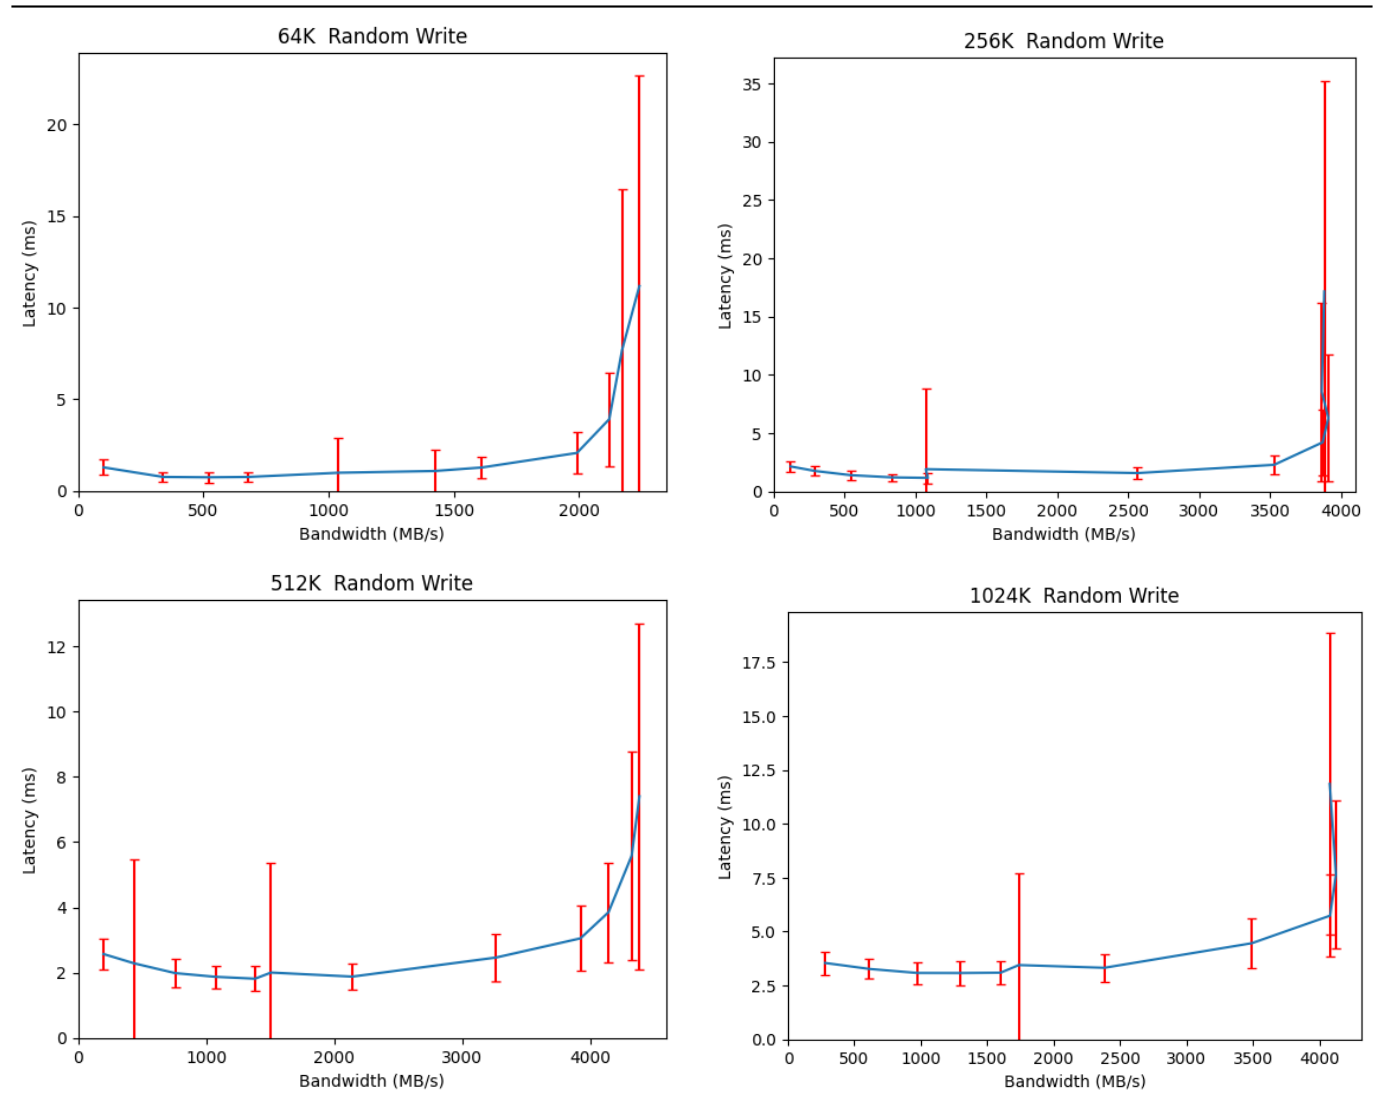 64K  Random Write
20
15
10
5
0
Latency (ms)
0 500 1000 1500 2000
Bandwidth (MB/s)
256K  Random Write
35
30
25
20
15
10
5
0
Latency (ms)
0 500 1000 1500 2000 2500 3000 3500 4000
Bandwidth (MB/s)
512K  Random Write
12
10
8
6
4
2
0
Latency (ms)
0 1000 2000 3000 4000
Bandwidth (MB/s)
1024K  Random Write
17.5
15.0
12.5
10.0
7.5
5.0
2.5
0.0
Latency (ms)
0 500 1000 1500 2000 2500 3000 3500 4000
Bandwidth (MB/s)